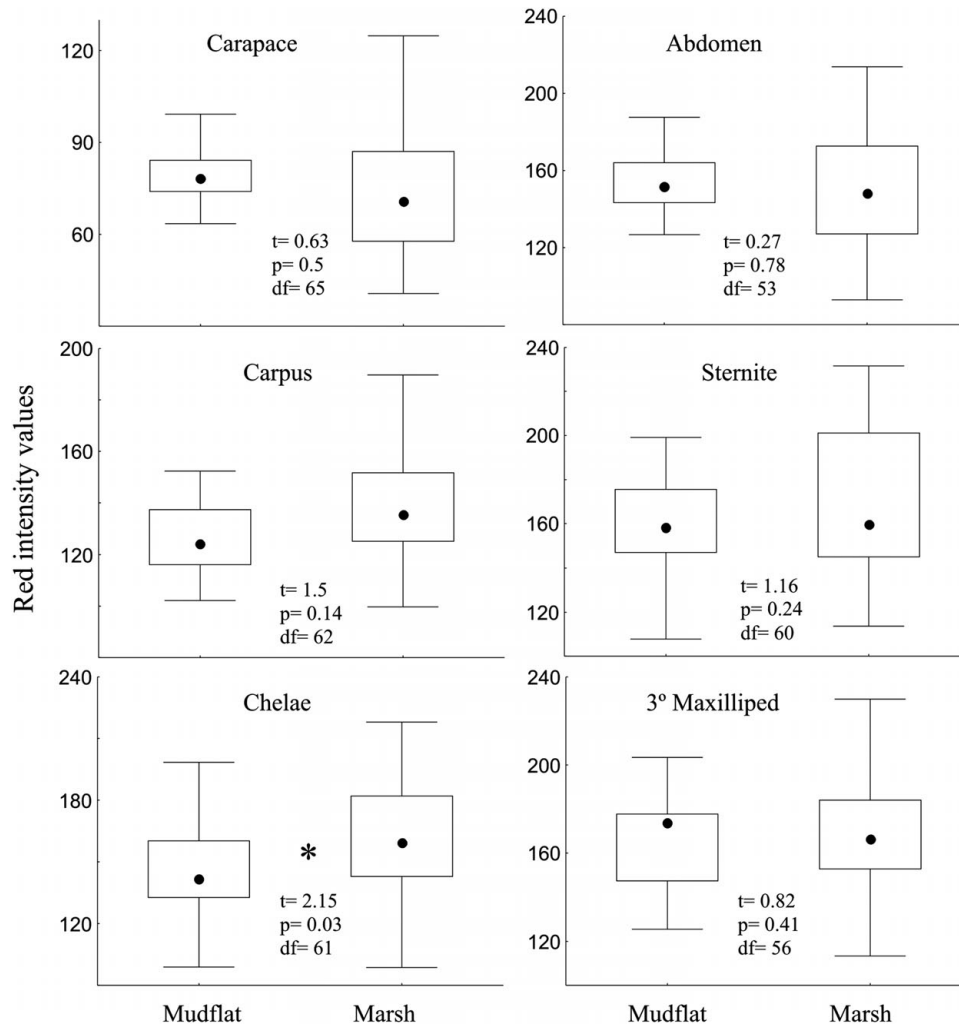 Red intensity values
Carapace
120
90
60
t= 0.63
p= 0.5
df= 65
Abdomen
240
200
160
120
t= 0.27
p= 0.78
df= 53
Carpus
200
160
120
t= 1.5
p= 0.14
df= 62
Sternite
240
200
160
120
t= 1.16
p= 0.24
df= 60
Chelae
240
180
120
*
t= 2.15
p= 0.03
df= 61
3º Maxilliped
240
200
160
120
t= 0.82
p= 0.41
df= 56
Mudflat Marsh Mudflat Marsh